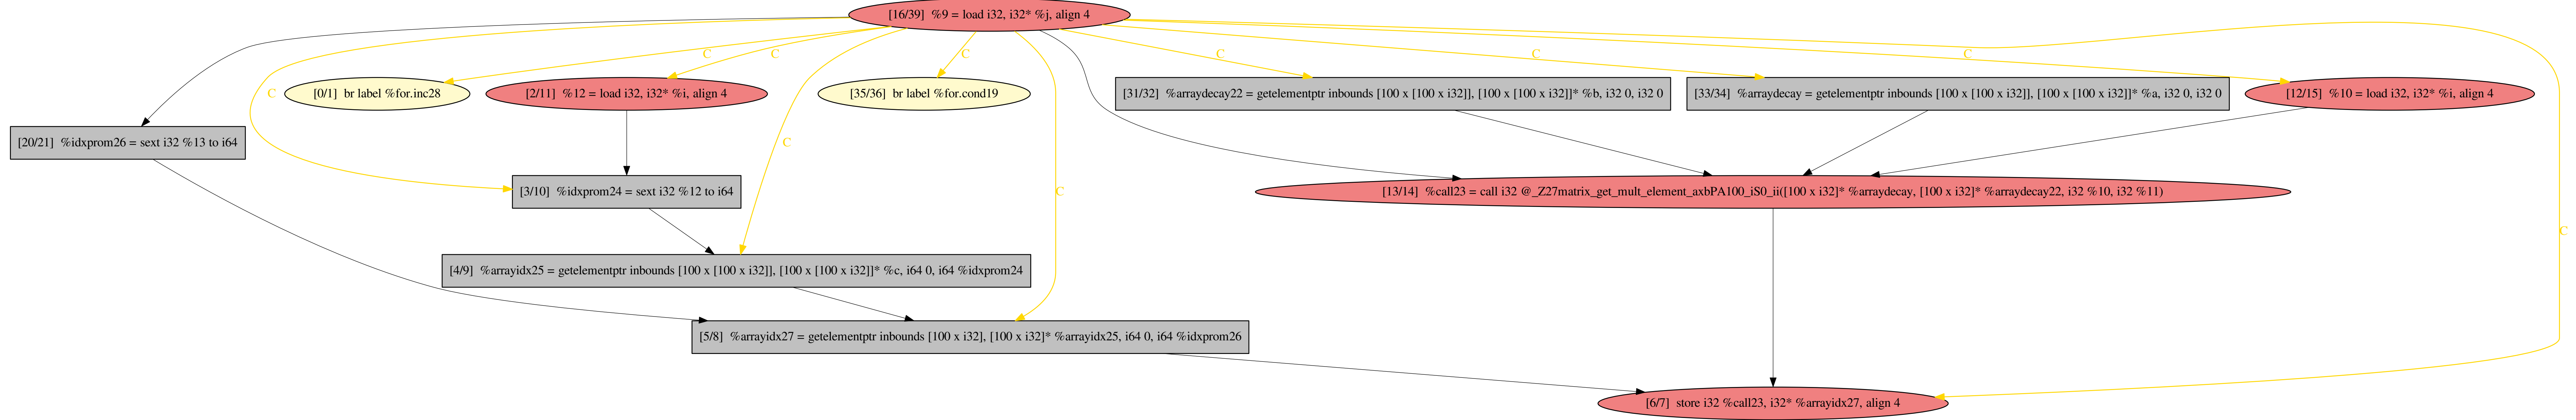 [16/39] %9 = load i32, i32* %j, align 4
C
C
C
C
C
C
[0/1] br label %for.inc28
[2/11] %12 = load i32, i32* %i, align 4
C
[35/36] br label %for.cond19
[31/32] %arraydecay22 = getelementptr inbounds [100 x [100 x i32]], [100 x [100 x i32]]* %b, i32 0, i32 0
[33/34] %arraydecay = getelementptr inbounds [100 x [100 x i32]], [100 x [100 x i32]]* %a, i32 0, i32 0
[12/15] %10 = load i32, i32* %i, align 4
[20/21] %idxprom26 = sext i32 %13 to i64
C
[3/10] %idxprom24 = sext i32 %12 to i64
C
[13/14] %call23 = call i32 @_Z27matrix_get_mult_element_axbPA100_iS0_ii([100 x i32]* %arraydecay, [100 x i32]* %arraydecay22, i32 %10, i32 %11)
C
[4/9] %arrayidx25 = getelementptr inbounds [100 x [100 x i32]], [100 x [100 x i32]]* %c, i64 0, i64 %idxprom24
[5/8] %arrayidx27 = getelementptr inbounds [100 x i32], [100 x i32]* %arrayidx25, i64 0, i64 %idxprom26
[6/7] store i32 %call23, i32* %arrayidx27, align 4